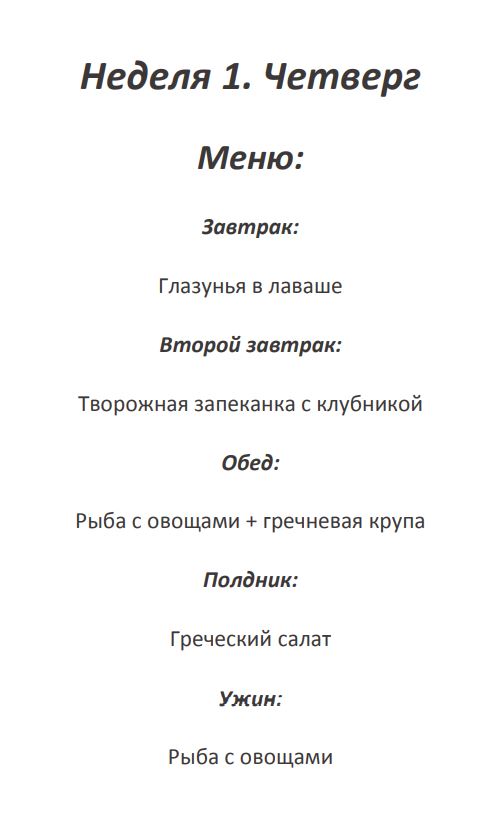 Неделя 1. Четверг
Меню:
Завтрак:
Глазунья в лаваше
Второй завтрак:
Творожная запеканка с клубникой
Обед:
Рыба с овощами + гречневая крупа
Полдник:
Греческий салат
Ужин:
Рыба с овощами